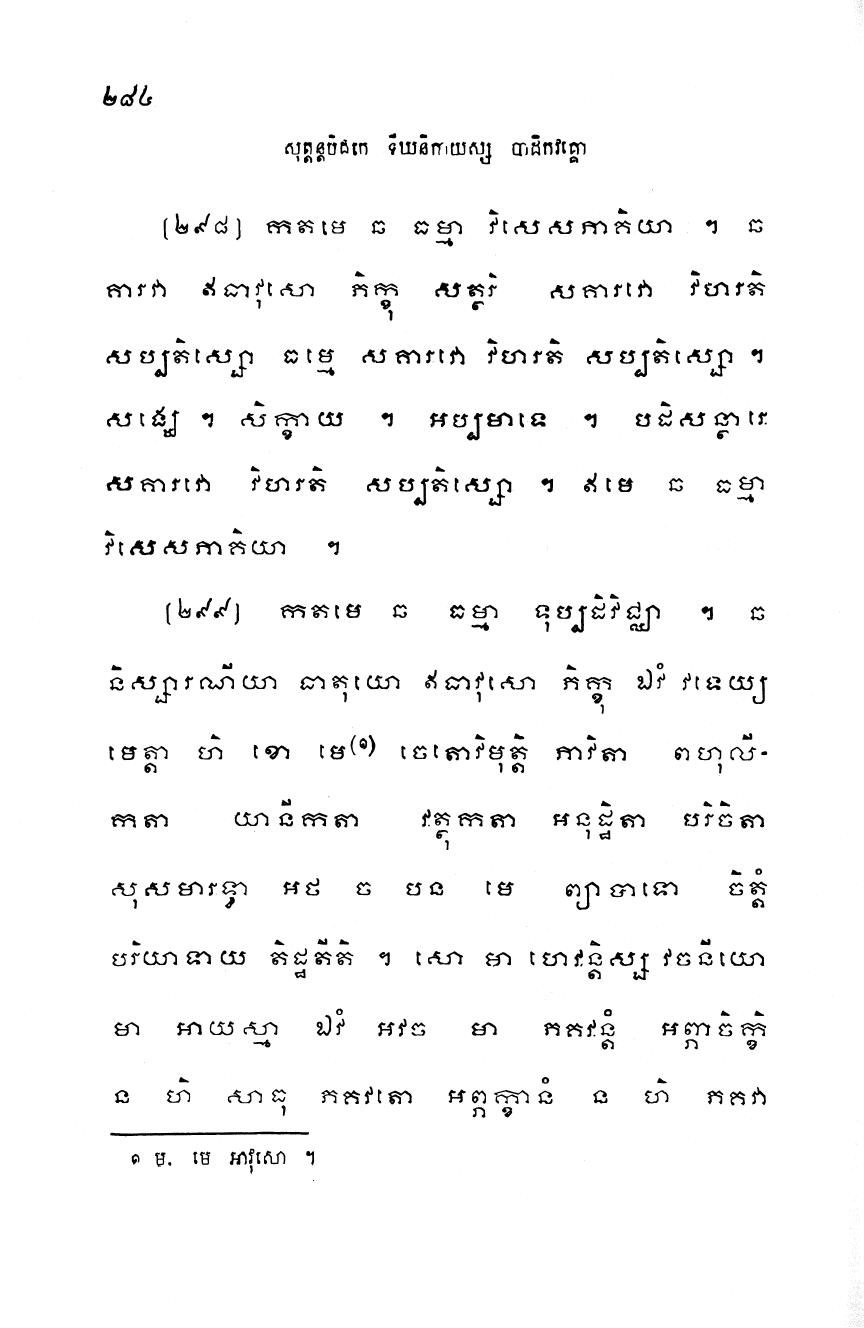 ២៨៤
សុត្តន្តបិដកេ ទីឃនិកាយស្ស បាដិកវគ្គោ
[២៩៨] កតមេ ឆ ធម្មា វិសេសភាគិយា ។ ឆ
គារវា ឥធាវុសោ ភិក្ខុ សត្ថរិ សគារវោ វិហរតិ
សប្បតិស្សោ ធម្មេ សគារវោ វិហរតិ សប្បតិស្សោ ។
សង្ឃេ ។ សិក្ខាយ ។ អប្បមាទេ ។ បដិសន្ថារេ
សគារវោ វិហរតិ សប្បតិស្សោ ។ ឥមេ ឆ ធម្មា
វិសេសភាគិយា ។
[២៩៩] កតមេ ឆ ធម្មា ទុប្បដិវិជ្ឈា ។ ឆ
និស្សារណីយា ធាតុយោ ឥធាវុសោ ភិក្ខុ ឯវំ វទេយ្យ
មេត្តា ហិ ខោ មេ(១) ចេតោវិមុត្តិ ភាវិតា ពហុលី-
កតា យានីកតា វត្ថុកតា អនុដ្ឋិតា បរិចិតា
សុសមារទ្ធា អថ ច បន មេ ព្យាបាទោ ចិត្តំ
បរិយាទាយ តិដ្ឋតីតិ ។ សោ មា ហេវន្តិស្ស វចនីយោ
មា អាយស្មា ឯវំ អវច មា ភគវន្តំ អព្ភាចិក្ខិ
ន ហិ សាធុ ភគវតោ អព្ភក្ខានំ ន ហិ ភគវា
១ ម. មេ អាវុសោ ។